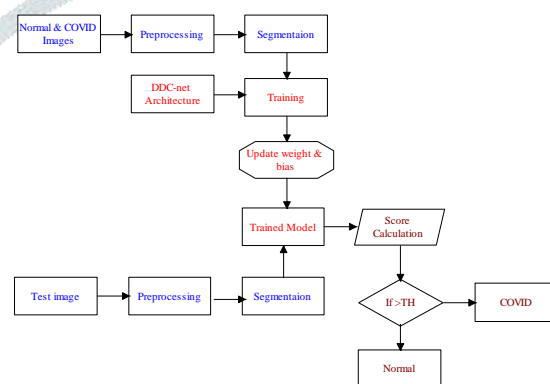 Normal & COVID
Images
Preprocessing
Segmentaion
DDC-net
Architecture
Training
Update weight &
bias
Trained Model
Score
Calculation
Test image
Preprocessing
Segmentaion
If >TH
COVID
Normal